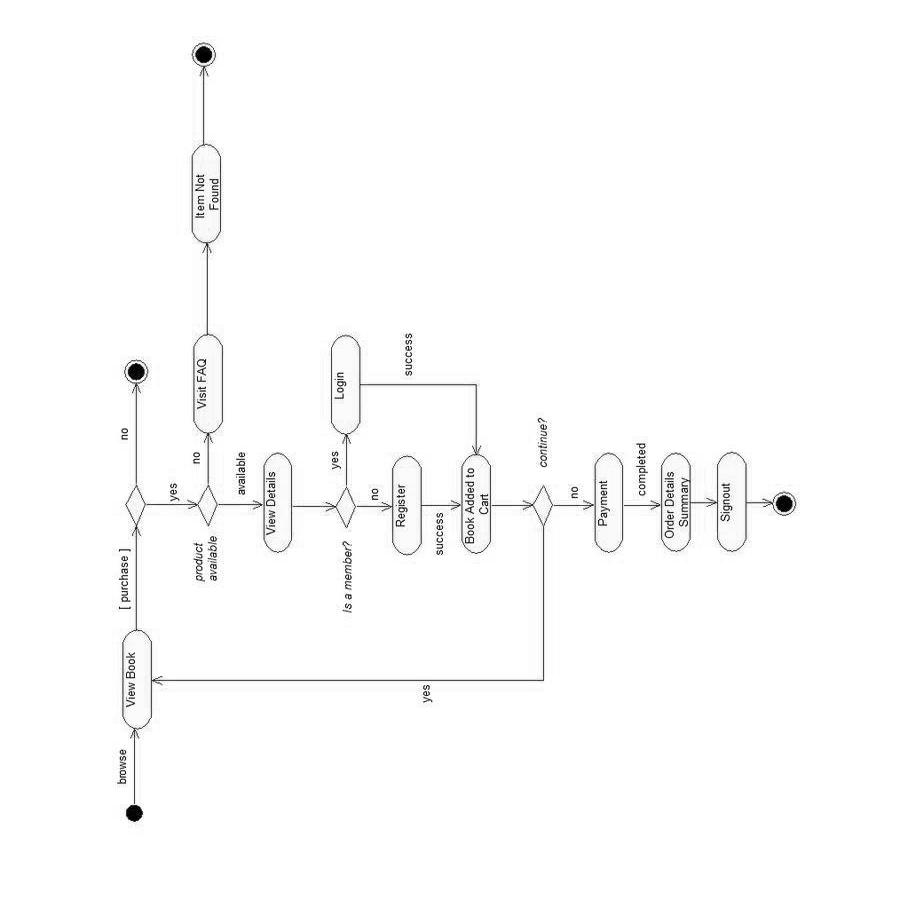 browse
View Book
[ purchase ]
no
yes
product
available
no
Visit FAQ
Item Not
Found
available
View Details
Is a member?
yes
Login
success
no
Register
success
Book Added to
Cart
continue?
yes
no
Payment
completed
Order Details
Summary
Signout